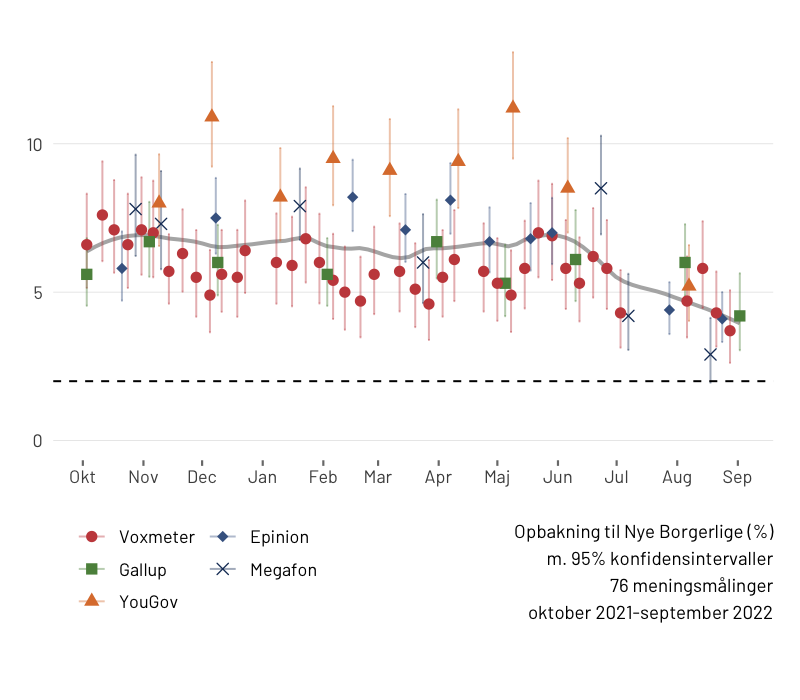 10
5
0
Okt Nov Dec Jan Feb Mar Apr Maj Jun Jul Aug Sep
Voxmeter Epinion
Gallup Megafon
YouGov
Opbakning til Nye Borgerlige (%)
m. 95% konfidensintervaller
76 meningsmålinger
oktober 2021-september 2022